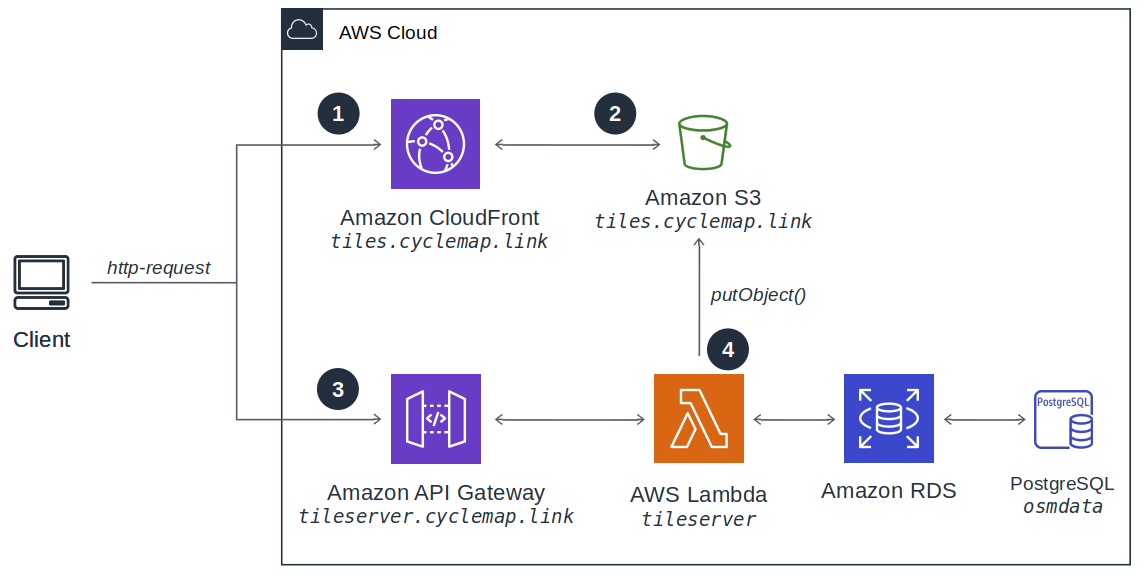 AWS Cloud
1
2
Amazon CloudFront
tiles.cyclemap.link
Amazon S3
tiles.cyclemap.link
http-request
Client
putObject()
3
4
</>
PostgreSQL
Amazon API Gateway
tileserver.cyclemap.link
AWS Lambda
tileserver
Amazon RDS
PostgreSQL
osmdata